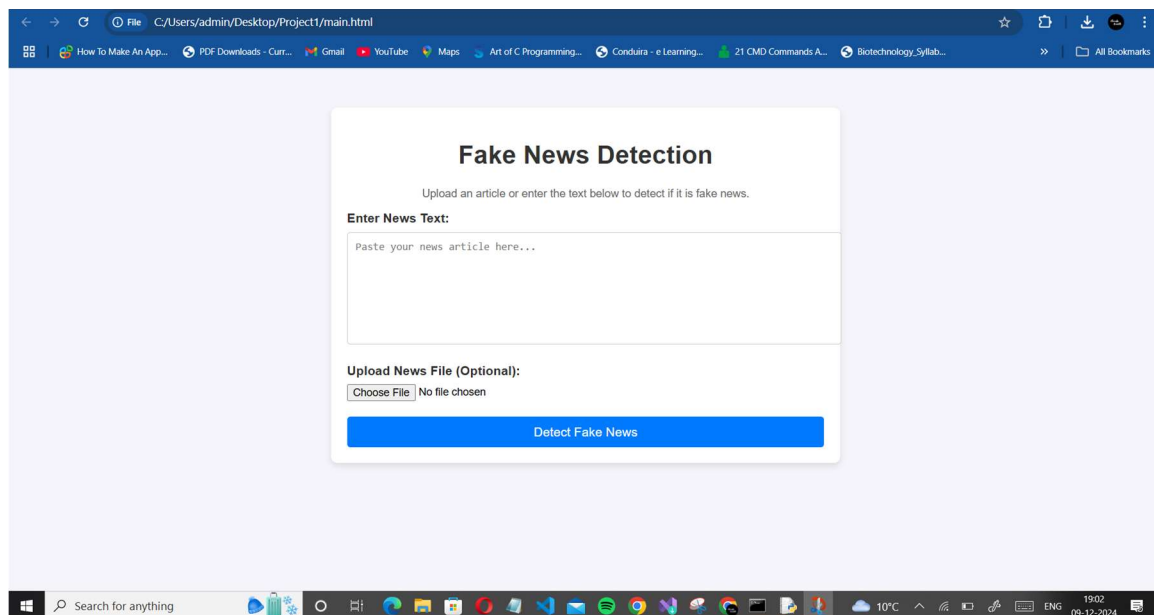 File C:/Users/admin/Desktop/Project1/main.html
How To Make An App... PDF Downloads - Curr... Gmail YouTube Maps Art of C Programming... Conduira - e Learning... 21 CMD Commands A... Biotechnology_Syllab... » All Bookmarks
Fake News Detection
Upload an article or enter the text below to detect if it is fake news.
Enter News Text:
Paste your news article here...
Upload News File (Optional):
Choose File No file chosen
Detect Fake News
Search for anything 10°C ENG 19:02
09-12-2024